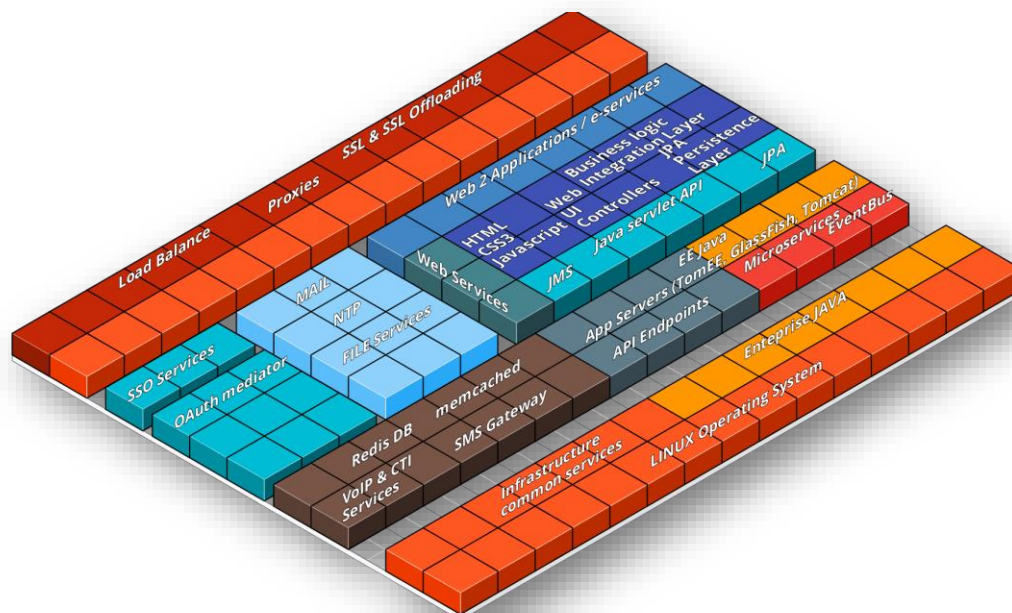 SSL & SSL Offloading
Proxies
Load Balance
Web 2 Applications / e-services
Business logic
Web Integration Layer
JPA
Persistence
Layer
HTML
CSS3
Javascript UI
Controllers
Java servlet API
JPA
JMS
Web Services
MAIL
NTP
FILE Services
SSO Services
OAuth mediator
EE Java
App Servers (TomEE, GlassFish, Tomcat)
API Endpoints
Microservices
EventBus
memcached
Redis DB
SMS Gateway
VoIP & CTI
Services
Enteprise JAVA
LINUX Operating System
Infrastructure
common services